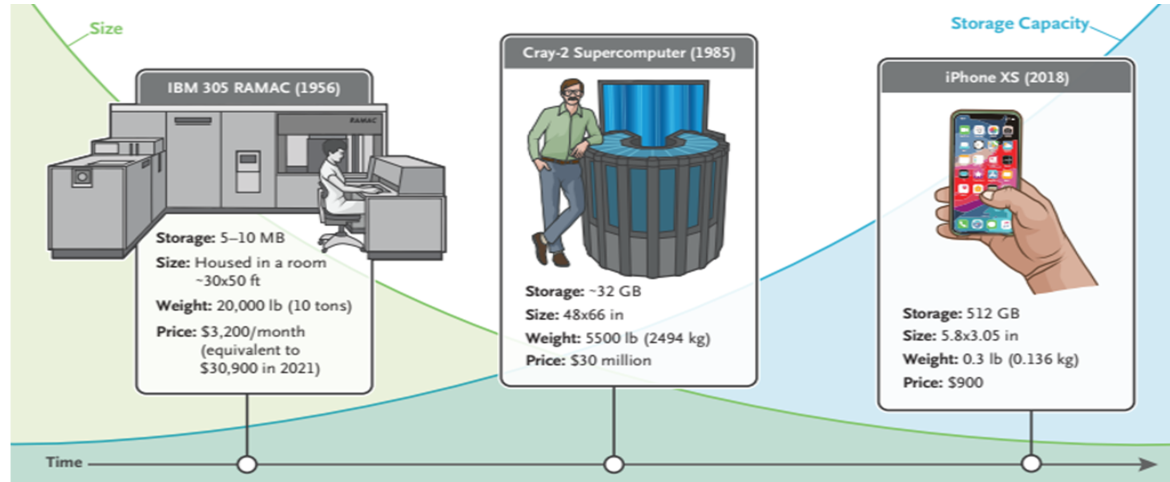 Size
Storage Capacity
IBM 305 RAMAC (1956)
RAMAC
Storage: 5–10 MB
Size: Housed in a room
~30x50 ft
Weight: 20,000 lb (10 tons)
Price: $3,200/month
(equivalent to
$30,900 in 2021)
Cray-2 Supercomputer (1985)
Storage: ~32 GB
Size: 48x66 in
Weight: 5500 lb (2494 kg)
Price: $30 million
iPhone XS (2018)
Storage: 512 GB
Size: 5.8x3.05 in
Weight: 0.3 lb (0.136 kg)
Price: $900
Time